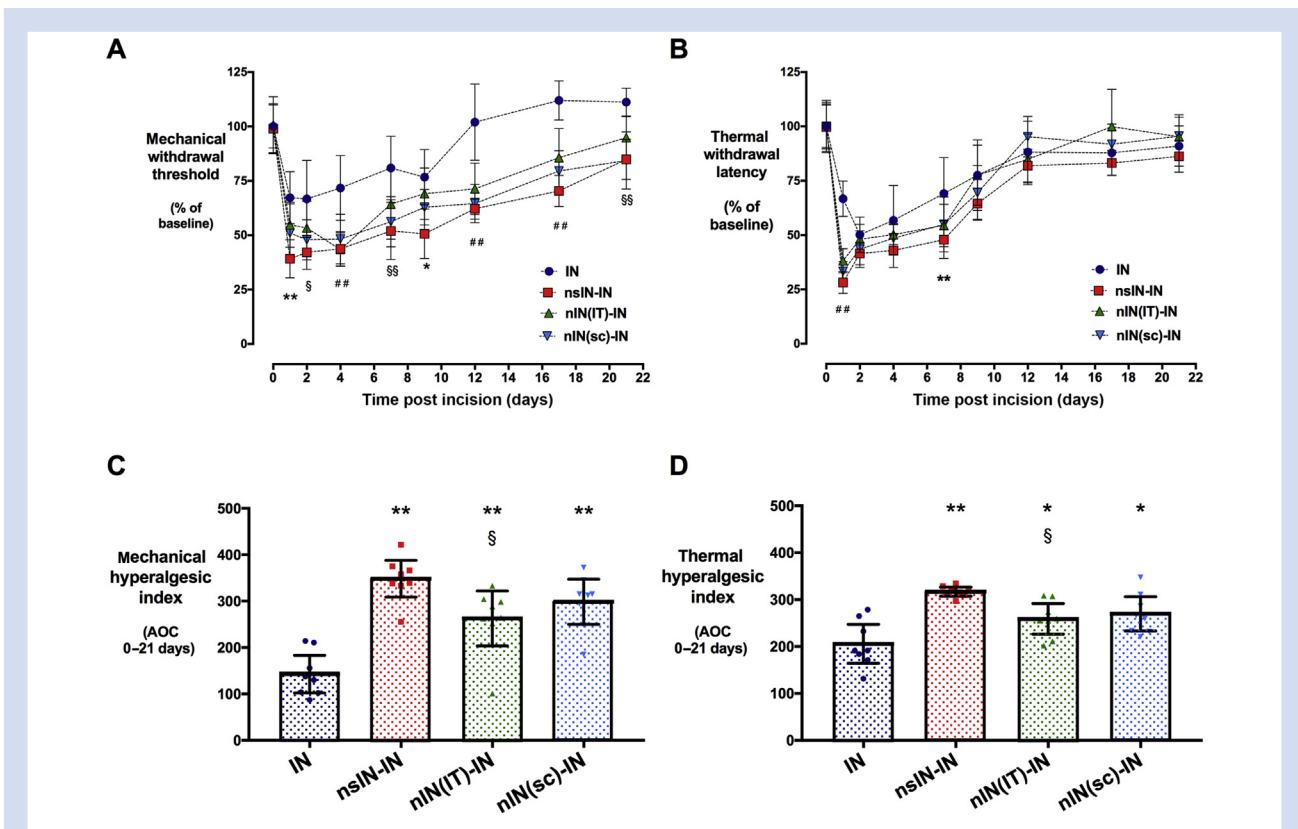 A
Mechanical
withdrawal
threshold
(% of
baseline)
125
100
75
50
25
0
**
§
##
§§
*
##
##
§§
IN
nsIN-IN
nIN(IT)-IN
nIN(sc)-IN
0 2 4 6 8 10 12 14 16 18 20 22
Time post incision (days)
B
Thermal
withdrawal
latency
(% of
baseline)
125
100
75
50
25
0
##
**
IN
nsIN-IN
nIN(IT)-IN
nIN(sc)-IN
0 2 4 6 8 10 12 14 16 18 20 22
Time post incision (days)
C
Mechanical
hyperalgesic
index
(AOC
0–21 days)
500
400
300
200
100
0
** ** **
§
IN nsIN-IN nIN(IT)-IN nIN(sc)-IN
D
Thermal
hyperalgesic
index
(AOC
0–21 days)
500
400
300
200
100
0
** * *
§
IN nsIN-IN nIN(IT)-IN nIN(sc)-IN